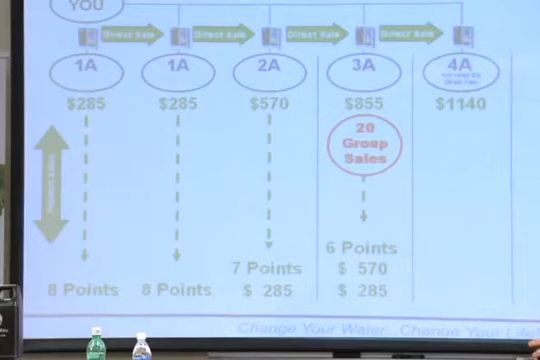 YOU
Direct Sale Direct Sale Direct Sale Direct Sale
1A 1A 2A 3A 4A
$285 $285 $570 $855 $1140
20
Group
Sales
6 Points
7 Points $ 570
8 Points 8 Points $ 285 $ 285
Change Your Water...Change Your Life!